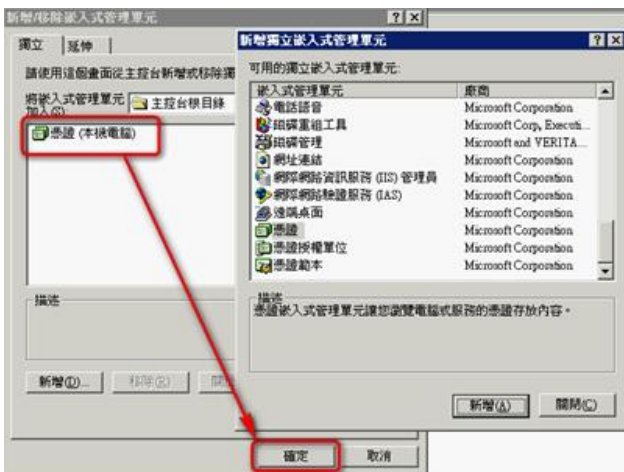 新增/移除嵌入式管理單元
獨立
延伸
請使用這個畫面從主控台新增或移除獨
將嵌入式管理單元
加入(S):
主控台根目錄
憑證 (本機電腦)
描述
新增(D)...
移除(R)
確定
取消
新增獨立嵌入式管理單元
可用的獨立嵌入式管理單元:
嵌入式管理單元 廠商
電話語音 Microsoft Corporation
磁碟重組工具 Microsoft Corp, Executi...
磁碟管理 Microsoft and VERITA...
網址連結 Microsoft Corporation
網際網路資訊服務 (IIS) 管理員 Microsoft Corporation
網際網路驗證服務 (IAS) Microsoft Corporation
遠端桌面 Microsoft Corporation
憑證 Microsoft Corporation
憑證授權單位 Microsoft Corporation
憑證範本 Microsoft Corporation
描述
憑證嵌入式管理單元讓您瀏覽電腦或服務的憑證存放內容。
新增(A)
關閉(C)